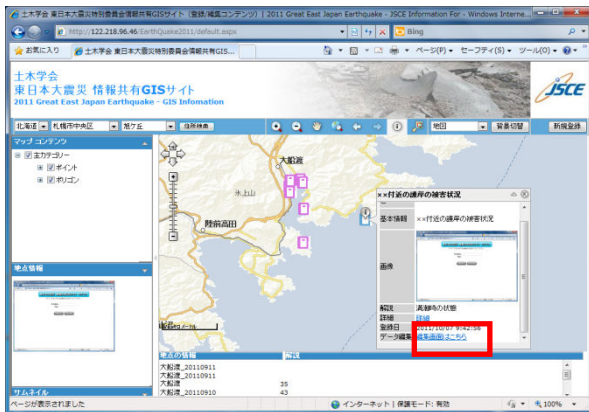 土木学会 東日本大震災特別委員会情報共有GISサイト (登録/編集コンテンツ) | 2011 Great East Japan Earthquake - JSCE Information For - Windows Interne...
http://122.218.96.46/EarthQuake2011/default.aspx
Bing
お気に入り
土木学会 東日本大震災特別委員会情報共有GIS...
ページ(P)
セーフティ(S)
ツール(O)
土木学会
東日本大震災 情報共有GISサイト
2011 Great East Japan Earthquake - GIS Infomation
JSCE
北海道
札幌市中央区
旭ケ丘
住所検索
地図
背景切替
新規登録
マップ コンテンツ
主カテゴリー
ポイント
ポリゴン
地点情報
サムネイル
大船渡
氷上山
陸前高田
××付近の護岸の被害状況
基本情報
××付近の護岸の被害状況
画像
解説
満潮時の状態
詳細
詳細
登録日
2011/10/07 9:42:56
データ編集
編集画面はこちら
地点の情報
解説
大船渡_20110911
大船渡_20110911
大船渡
35
大船渡_20110910
43
ページが表示されました
インターネット | 保護モード: 有効
100%